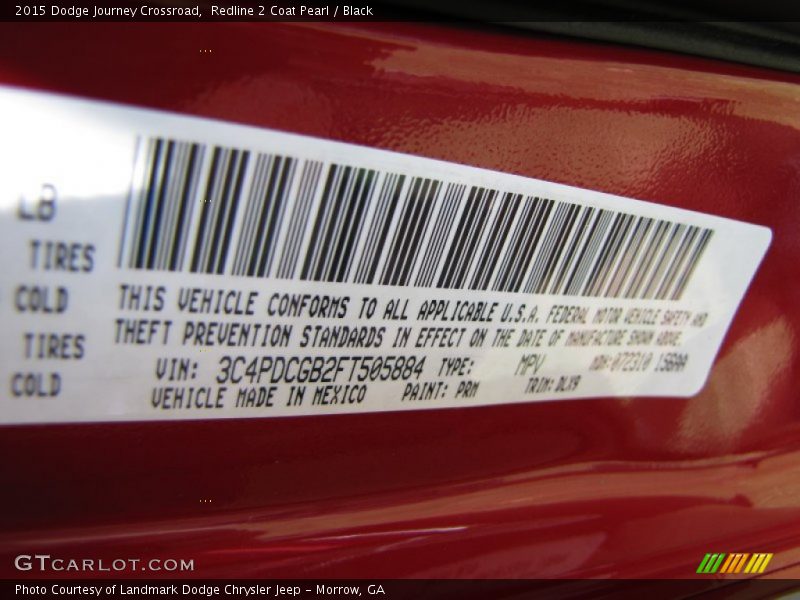 2015 Dodge Journey Crossroad, Redline 2 Coat Pearl / Black
LB
TIRES
COLD
TIRES
COLD
THIS VEHICLE CONFORMS TO ALL APPLICABLE U.S.A. FEDERAL MOTOR VEHICLE SAFETY AND
THEFT PREVENTION STANDARDS IN EFFECT ON THE DATE OF MANUFACTURE SHOWN ABOVE.
VIN: 3C4PDCGB2FT505884 TYPE: MPV MDH:072310 156AA
VEHICLE MADE IN MEXICO PAINT: PRM TRIM: DLX9
GTCARLOT.COM
Photo Courtesy of Landmark Dodge Chrysler Jeep - Morrow, GA